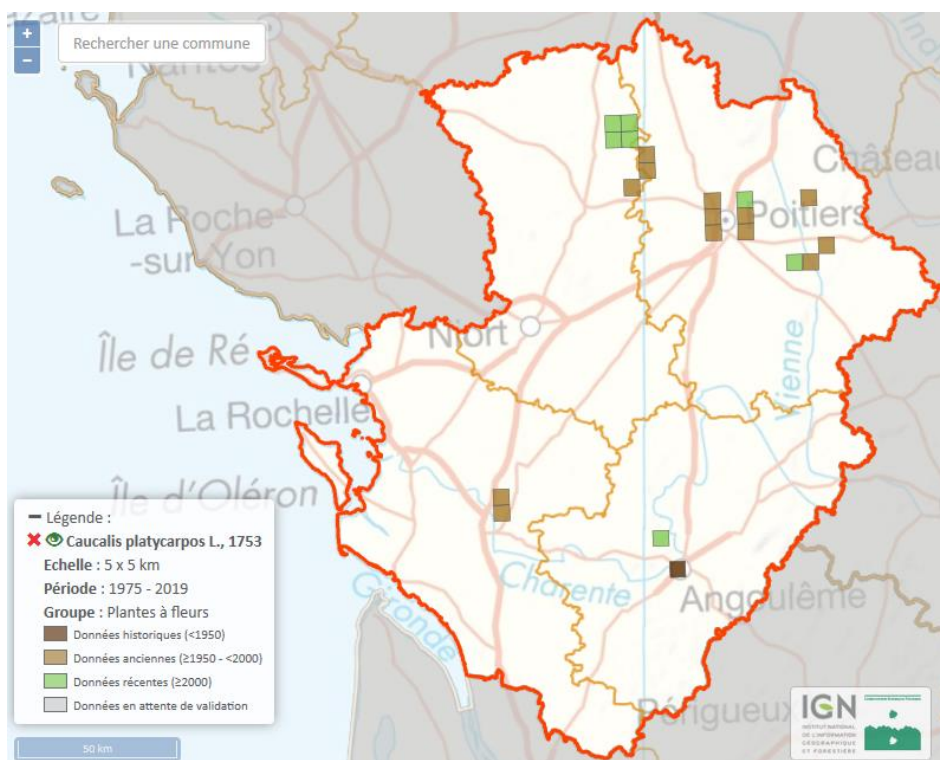 +
Rechercher une commune
–
Nantes
Château
La Roche-
-sur-Yon
Poitiers
Niort
Île de Ré
Vienne
La Rochelle
Île d'Oléron
Légende :
Caucalis platycarpos L., 1753
Echelle : 5 x 5 km
Période : 1975 - 2019
Groupe : Plantes à fleurs
Données historiques (<1950)
Données anciennes (≥1950 - <2000)
Données récentes (≥2000)
Données en attente de validation
Gironde
Charente
Angoulême
Périgueux
IGN
INSTITUT NATIONAL
DE L'INFORMATION
GÉOGRAPHIQUE
ET FORESTIÈRE
50 km